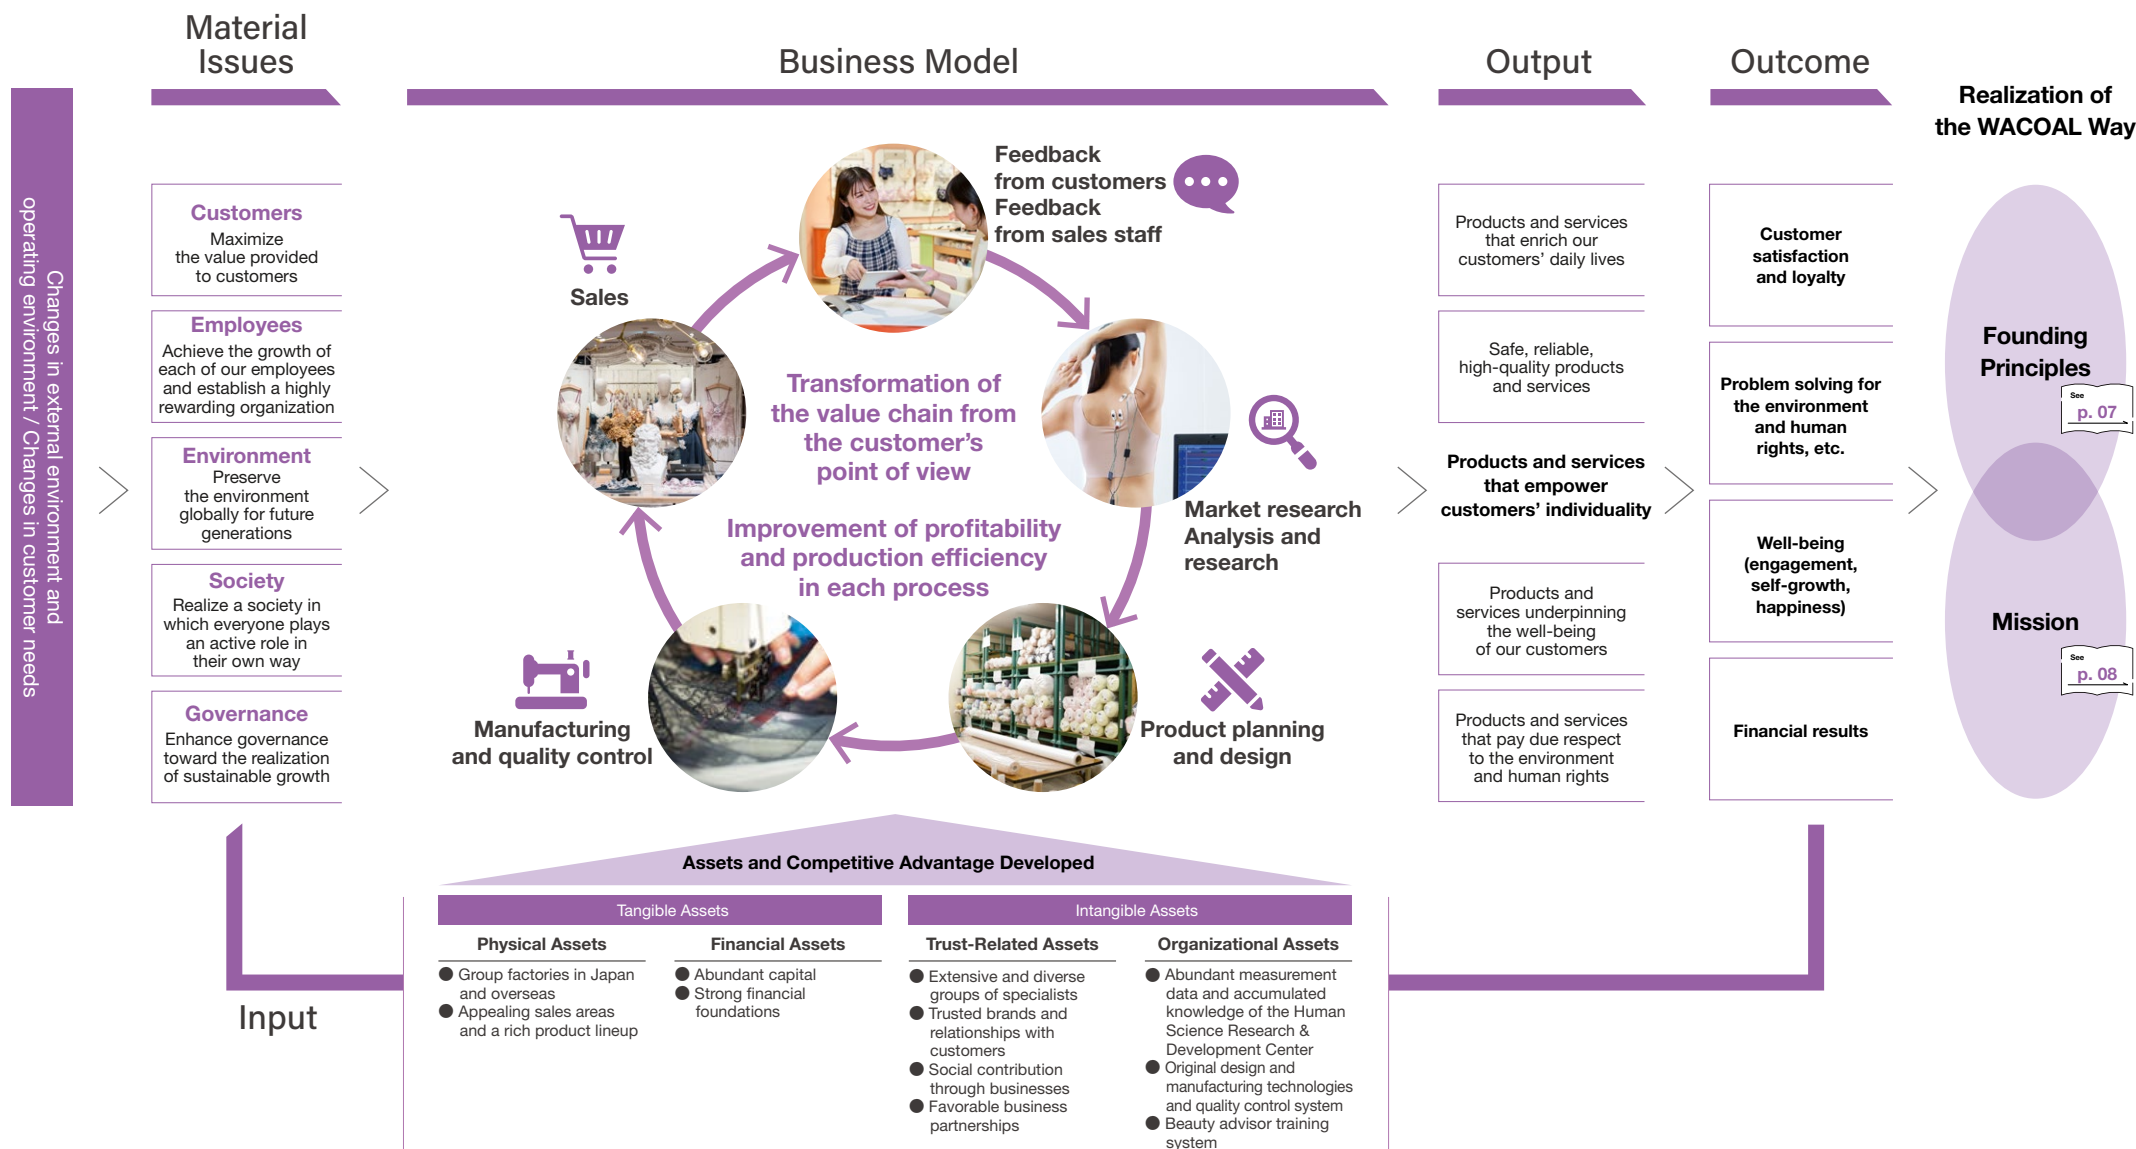 Material
Issues
Business Model
Output
Outcome
Realization of
the WACOAL Way
Changes in external environment and
operating environment / Changes in customer needs
Customers
Maximize
the value provided
to customers
Employees
Achieve the growth of
each of our employees
and establish a highly
rewarding organization
Environment
Preserve
the environment
globally for future
generations
Society
Realize a society in
which everyone plays
an active role in
their own way
Governance
Enhance governance
toward the realization
of sustainable growth
Feedback
from customers
Feedback
from sales staff
Sales
Transformation of
the value chain from
the customer's
point of view
Improvement of profitability
and production efficiency
in each process
Market research
Analysis and
research
Manufacturing
and quality control
Product planning
and design
Products and services
that enrich our
customers' daily lives
Safe, reliable,
high-quality products
and services
Products and services
that empower
customers' individuality
Products and
services underpinning
the well-being
of our customers
Products and services
that pay due respect
to the environment
and human rights
Customer
satisfaction
and loyalty
Problem solving for
the environment
and human
rights, etc.
Well-being
(engagement,
self-growth,
happiness)
Financial results
Founding
Principles
See
p. 07
Mission
See
p. 08
Input
Assets and Competitive Advantage Developed
Tangible Assets
Physical Assets
● Group factories in Japan
and overseas
● Appealing sales areas
and a rich product lineup
Financial Assets
● Abundant capital
● Strong financial
foundations
Intangible Assets
Trust-Related Assets
● Extensive and diverse
groups of specialists
● Trusted brands and
relationships with
customers
● Social contribution
through businesses
● Favorable business
partnerships
Organizational Assets
● Abundant measurement
data and accumulated
knowledge of the Human
Science Research &
Development Center
● Original design and
manufacturing technologies
and quality control system
● Beauty advisor training
system